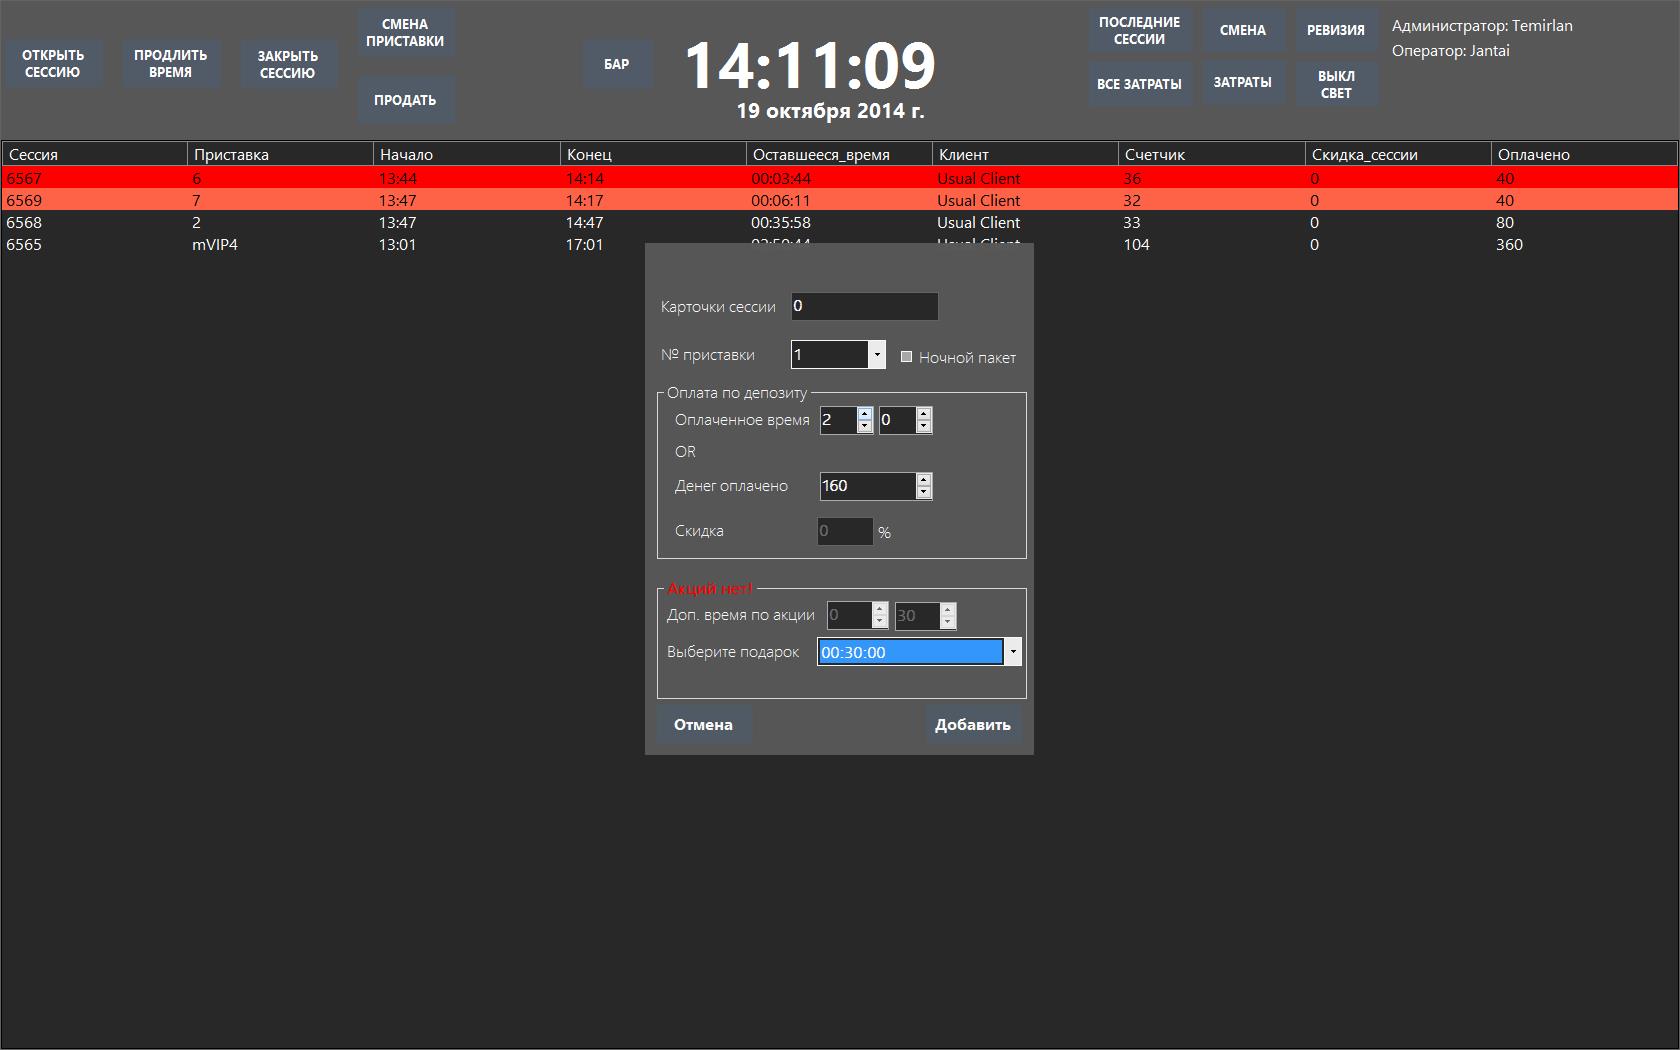 ОТКРЫТЬ
СЕССИЮ
ПРОДЛИТЬ
ВРЕМЯ
ЗАКРЫТЬ
СЕССИЮ
СМЕНА
ПРИСТАВКИ
ПРОДАТЬ
БАР
14:11:09
19 октября 2014 г.
ПОСЛЕДНИЕ
СЕССИИ
СМЕНА
РЕВИЗИЯ
ВСЕ ЗАТРАТЫ
ЗАТРАТЫ
ВЫКЛ
СВЕТ
Администратор: Temirlan
Оператор: Jantai
Сессия Приставка Начало Конец Оставшееся_время Клиент Счетчик Скидка_сессии Оплачено
6567 6 13:44 14:14 00:03:44 Usual Client 36 0 40
6569 7 13:47 14:17 00:06:11 Usual Client 32 0 40
6568 2 13:47 14:47 00:35:58 Usual Client 33 0 80
6565 mVIP4 13:01 17:01 Usual Client 104 0 360
Карточки сессии 0
№ приставки 1 Ночной пакет
Оплата по депозиту
Оплаченное время 2 0
OR
Денег оплачено 160
Скидка 0 %
Акций нет!
Доп. время по акции 0 30
Выберите подарок 00:30:00
Отмена Добавить